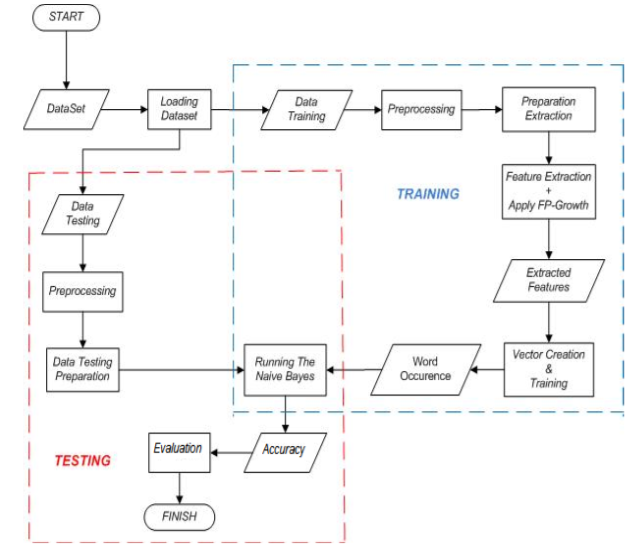 START
DataSet
Loading
Dataset
Data
Training
Preprocessing
Preparation
Extraction
Feature Extraction
+
Apply FP-Growth
TRAINING
Data
Testing
Extracted
Features
Preprocessing
Data Testing
Preparation
Running The
Naive Bayes
Word
Occurence
Vector Creation
&
Training
Evaluation
Accuracy
TESTING
FINISH